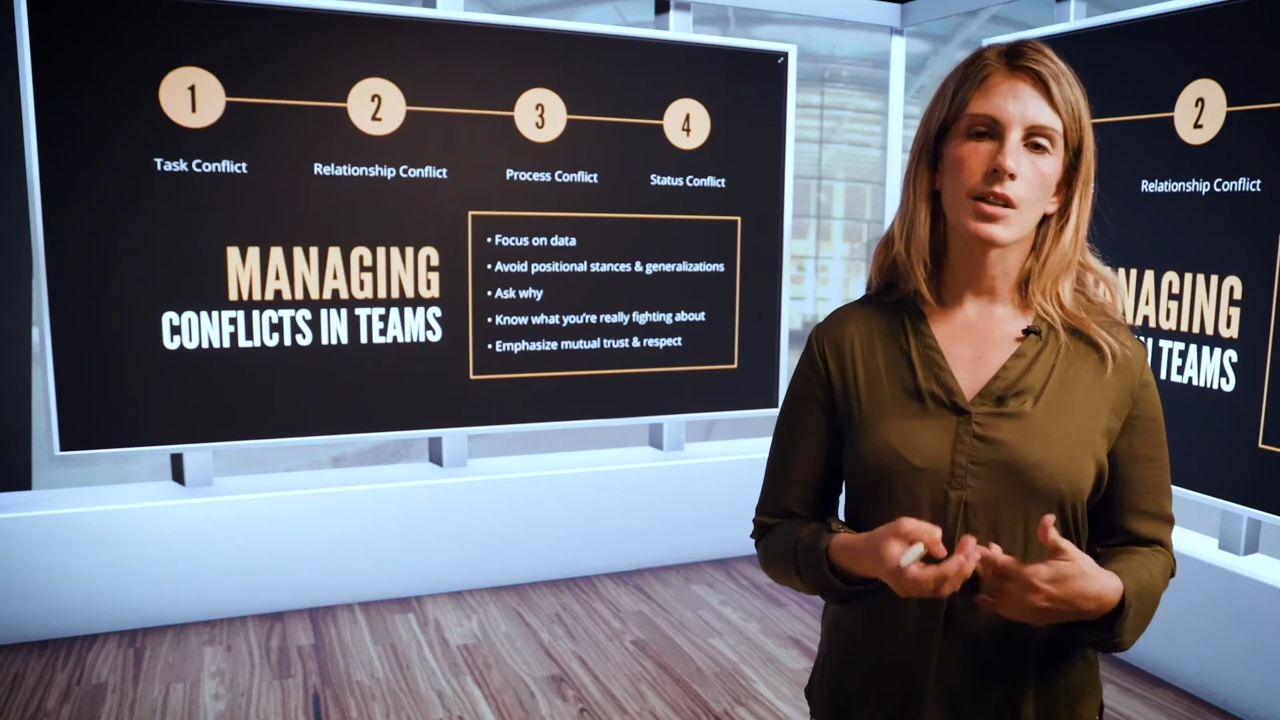 1
2
3
4
Task Conflict
Relationship Conflict
Process Conflict
Status Conflict
MANAGING
CONFLICTS IN TEAMS
• Focus on data
• Avoid positional stances & generalizations
• Ask why
• Know what you're really fighting about
• Emphasize mutual trust & respect
2
Relationship Conflict
NAGING
TEAMS